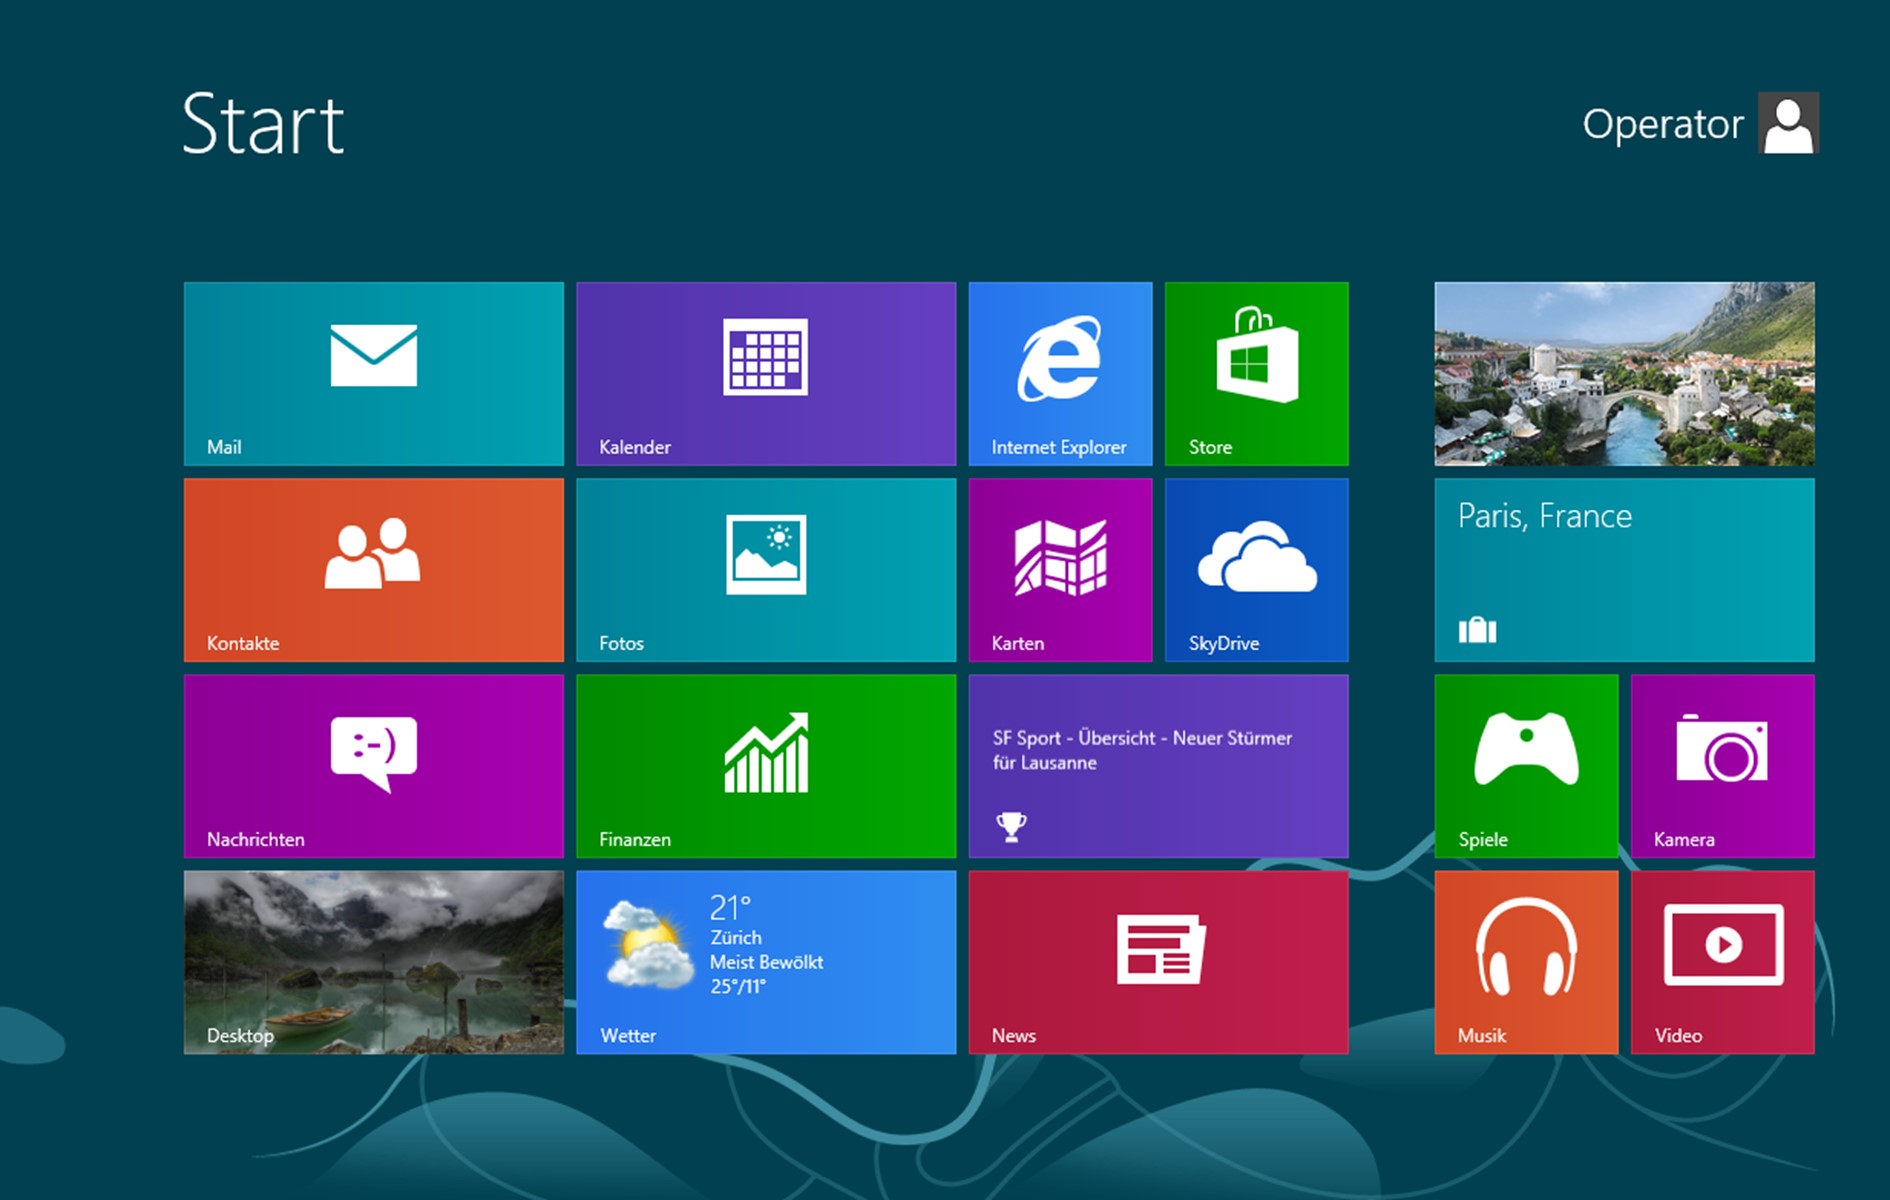 Start
Operator
Mail
Kalender
Internet Explorer
Store
Kontakte
Fotos
Karten
SkyDrive
Paris, France
Nachrichten
Finanzen
SF Sport - Übersicht - Neuer Stürmer
für Lausanne
Spiele
Kamera
Desktop
21°
Zürich
Meist Bewölkt
25°/11°
Wetter
News
Musik
Video
:-)